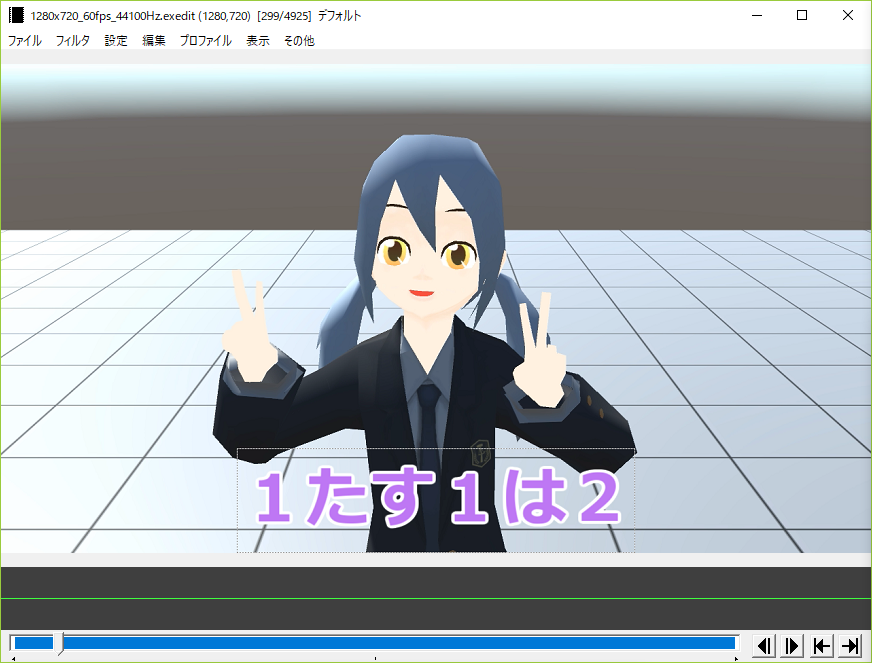 1280x720_60fps_44100Hz.exedit (1280,720) [299/4925] デフォルト
ファイル フィルタ 設定 編集 プロファイル 表示 その他
１たす１は２